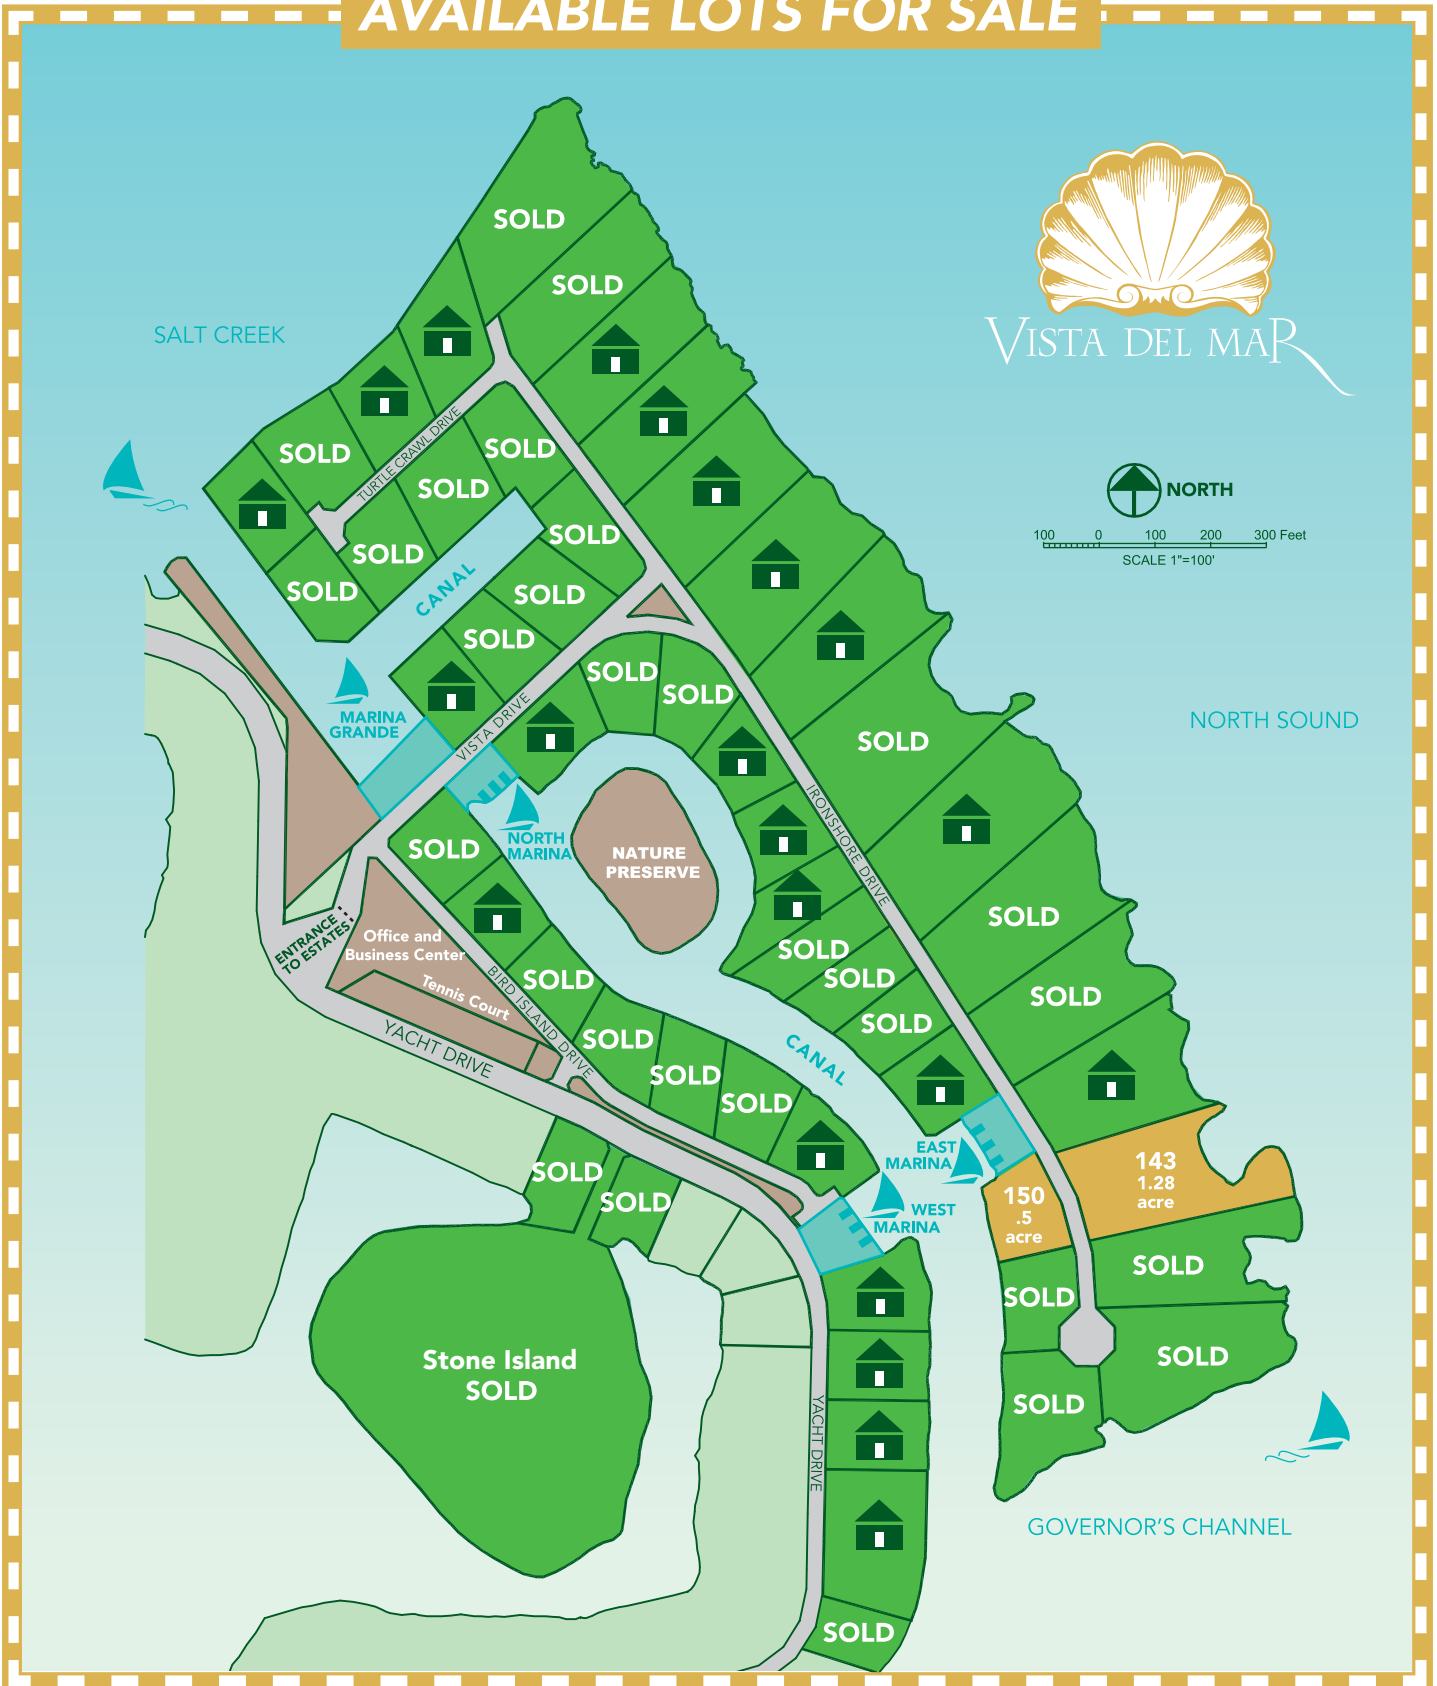 AVAILABLE LOTS FOR SALE
SOLD
SOLD
VISTA DEL MAR
SALT CREEK
TURTLE CRAWL DRIVE
SOLD
SOLD
SOLD
SOLD
SOLD
SOLD
SOLD
NORTH
100 0 100 200 300 Feet
SCALE 1"=100'
CANAL
SOLD
SOLD
SOLD
SOLD
MARINA
GRANDE
VISTA DRIVE
NORTH SOUND
SOLD
IRONSHORE DRIVE
NORTH
MARINA
NATURE
PRESERVE
SOLD
ENTRANCE
TO ESTATES
Office and
Business Center
Tennis Court
BIRD ISLAND DRIVE
YACHT DRIVE
SOLD
SOLD
SOLD
SOLD
SOLD
SOLD
SOLD
SOLD
SOLD
CANAL
EAST
MARINA
WEST
MARINA
143
1.28
acre
150
.5
acre
SOLD
SOLD
SOLD
SOLD
SOLD
SOLD
Stone Island
SOLD
YACHT DRIVE
SOLD
GOVERNOR'S CHANNEL